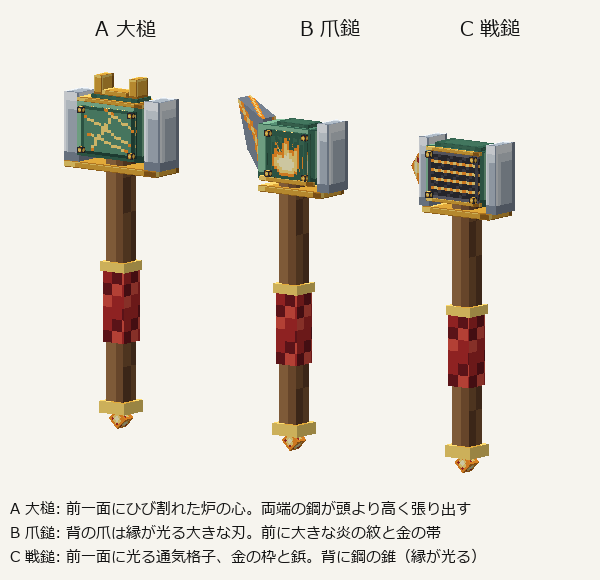 A 大槌
B 爪鎚
C 戦鎚
A 大槌: 前一面にひび割れた炉の心。両端の鋼が頭より高く張り出す
B 爪鎚: 背の爪は縁が光る大きな刃。前に大きな炎の紋と金の帯
C 戦鎚: 前一面に光る通気格子、金の枠と鋲。背に鋼の錐（縁が光る）